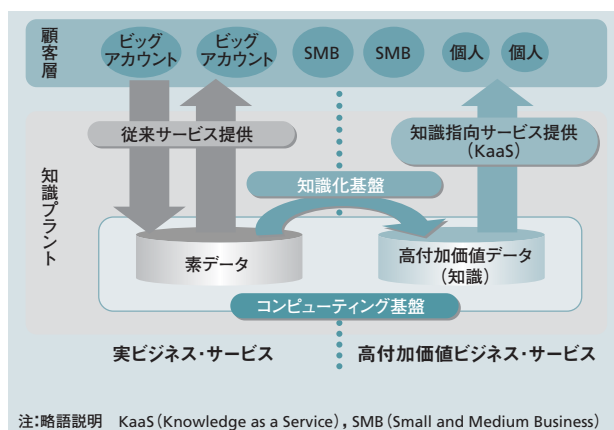 顧客層
ビッグ
アカウント
ビッグ
アカウント
SMB
SMB
個人
個人
従来サービス提供
知識指向サービス提供
(KaaS)
知識プラント
知識化基盤
素データ
高付加価値データ
(知識)
コンピューティング基盤
実ビジネス・サービス
高付加価値ビジネス・サービス
注:略語説明 KaaS(Knowledge as a Service),SMB(Small and Medium Business)